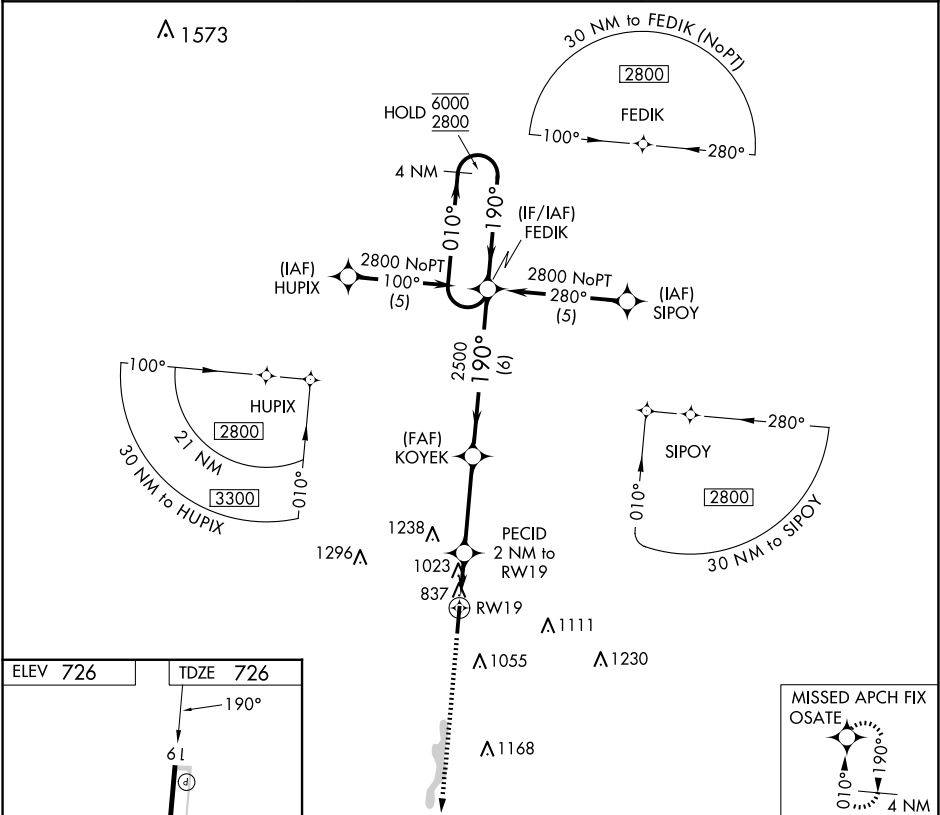 1573
30 NM to FEDIK (NoPT)
2800
FEDIK
100°
280°
HOLD 6000
2800
4 NM
010°
190°
(IF/IAF)
FEDIK
(IAF)
HUPIX
2800 NoPT
100°
(5)
2800 NoPT
280°
(5)
(IAF)
SIPOY
2500
190°
(6)
100°
HUPIX
2800
21 NM
3300
30 NM to HUPIX
010°
(FAF)
KOYEK
280°
SIPOY
2800
010°
30 NM to SIPOY
1238
1296
1023
837
PECID
2 NM to
RW19
RW19
1111
1055
1230
1168
ELEV 726
TDZE 726
190°
19
P
MISSED APCH FIX
OSATE
010°
190°
4 NM